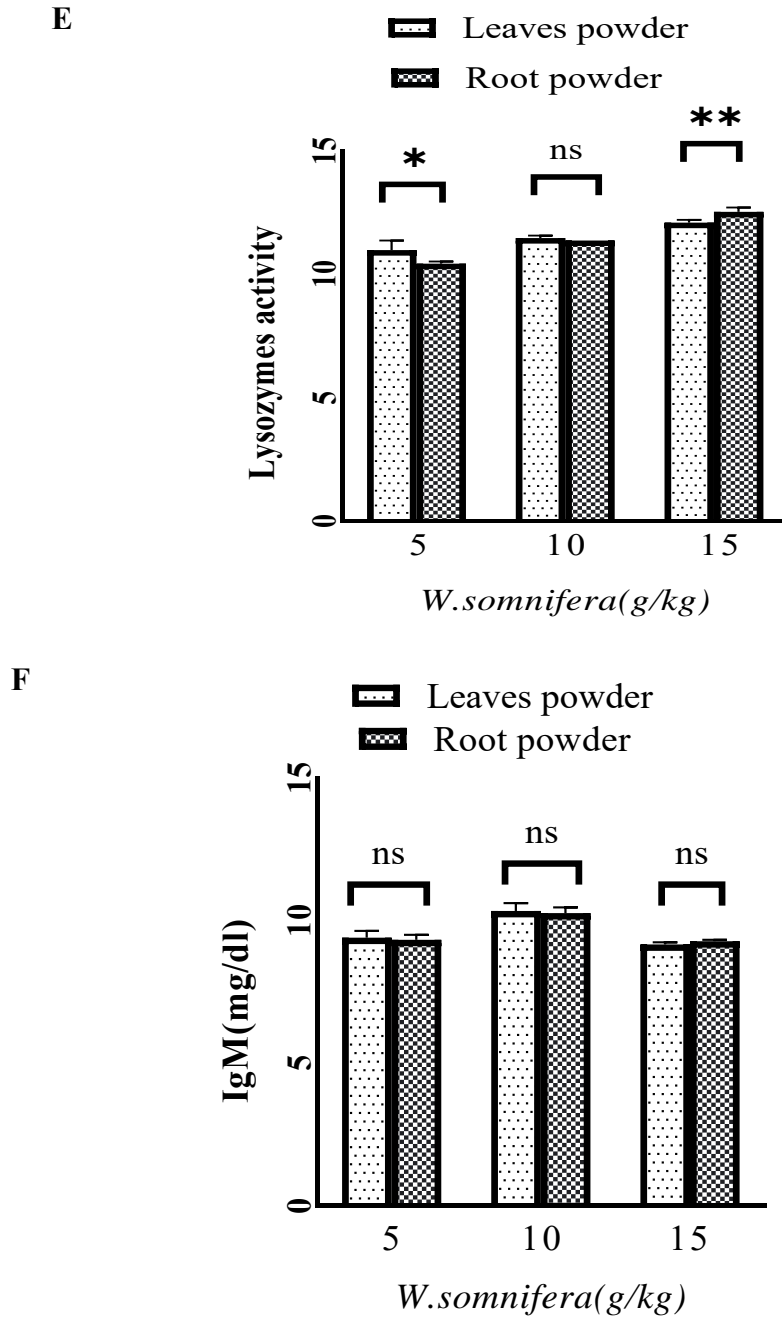 E
Leaves powder
Root powder
**
*
ns
15
10
5
0
Lysozymes activity
5 10 15
W.somnifera(g/kg)
F
Leaves powder
Root powder
ns
ns
ns
15
10
5
0
IgM(mg/dl)
5 10 15
W.somnifera(g/kg)